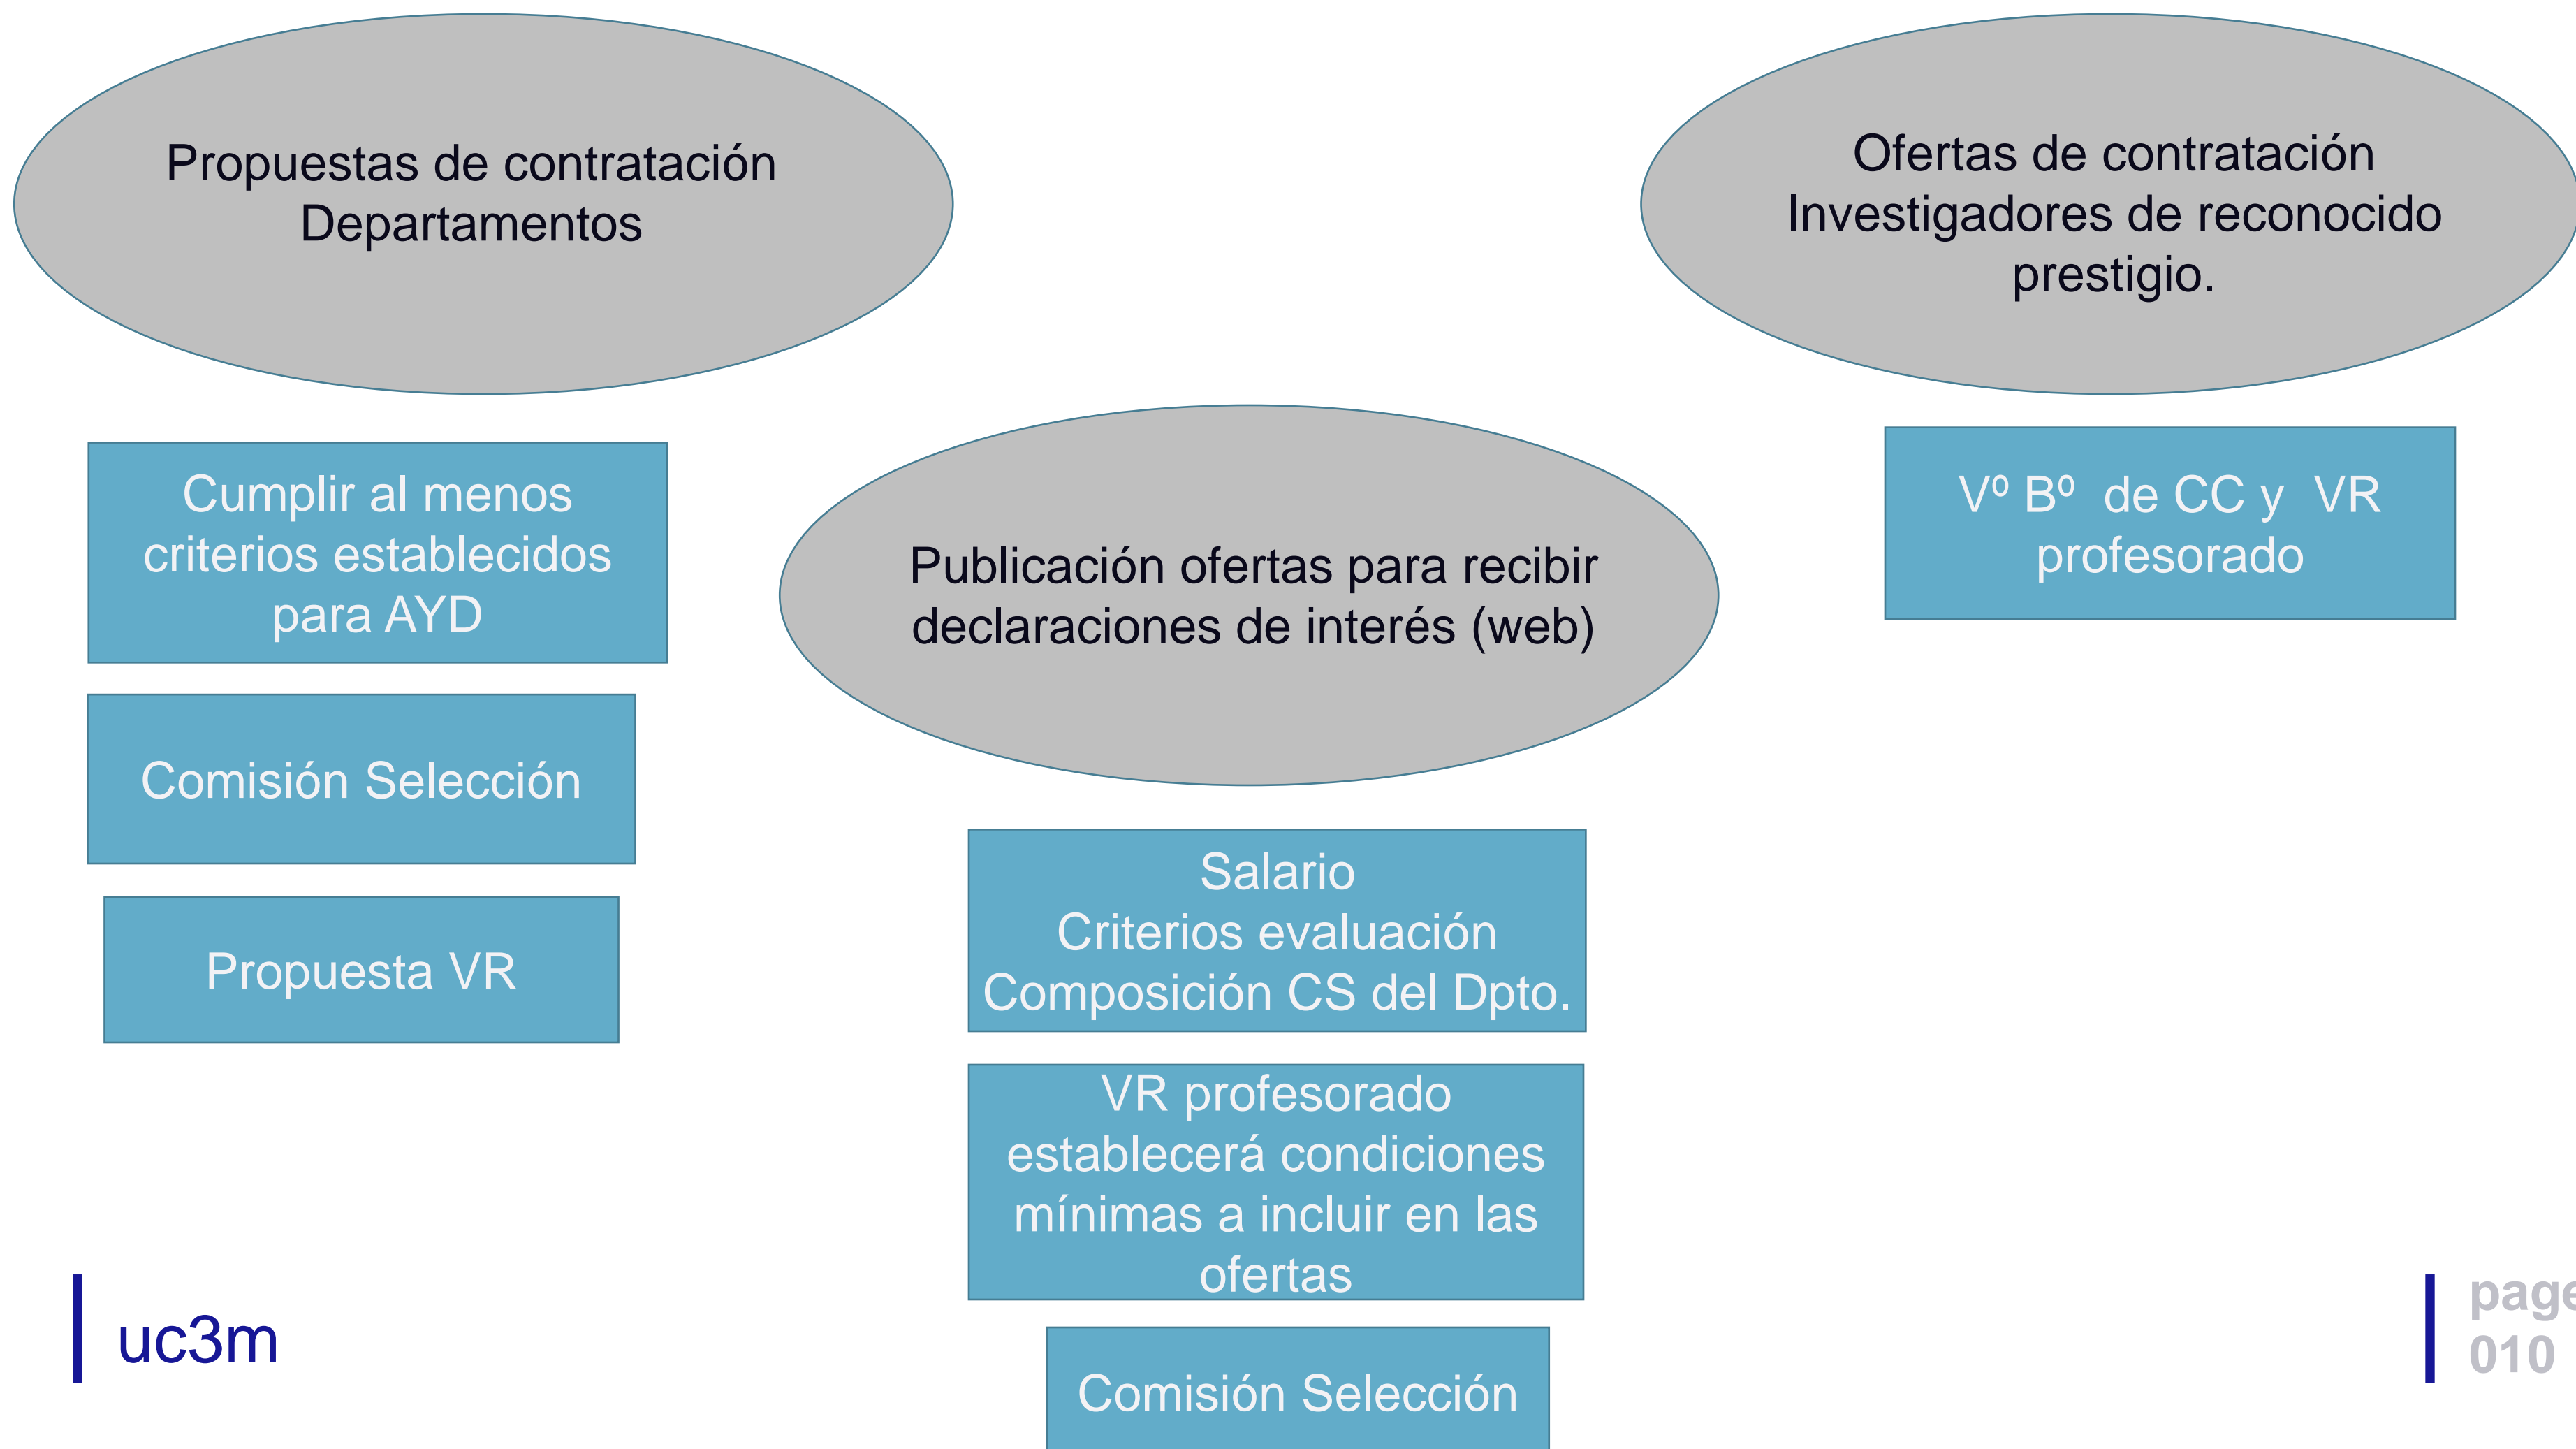 Propuestas de contratación
Departamentos
Cumplir al menos
criterios establecidos
para AYD
Comisión Selección
Propuesta VR
Publicación ofertas para recibir
declaraciones de interés (web)
Salario
Criterios evaluación
Composición CS del Dpto.
VR profesorado
establecerá condiciones
mínimas a incluir en las
ofertas
Comisión Selección
Ofertas de contratación
Investigadores de reconocido
prestigio.
Vº Bº de CC y VR
profesorado
uc3m
page
010